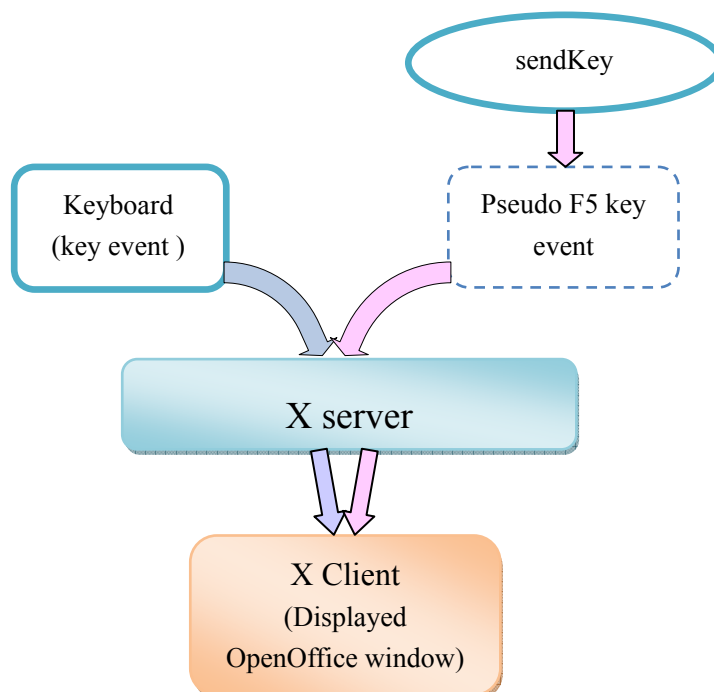 sendKey
Keyboard
(key event )
Pseudo F5 key
event
X server
X Client
(Displayed
OpenOffice window)